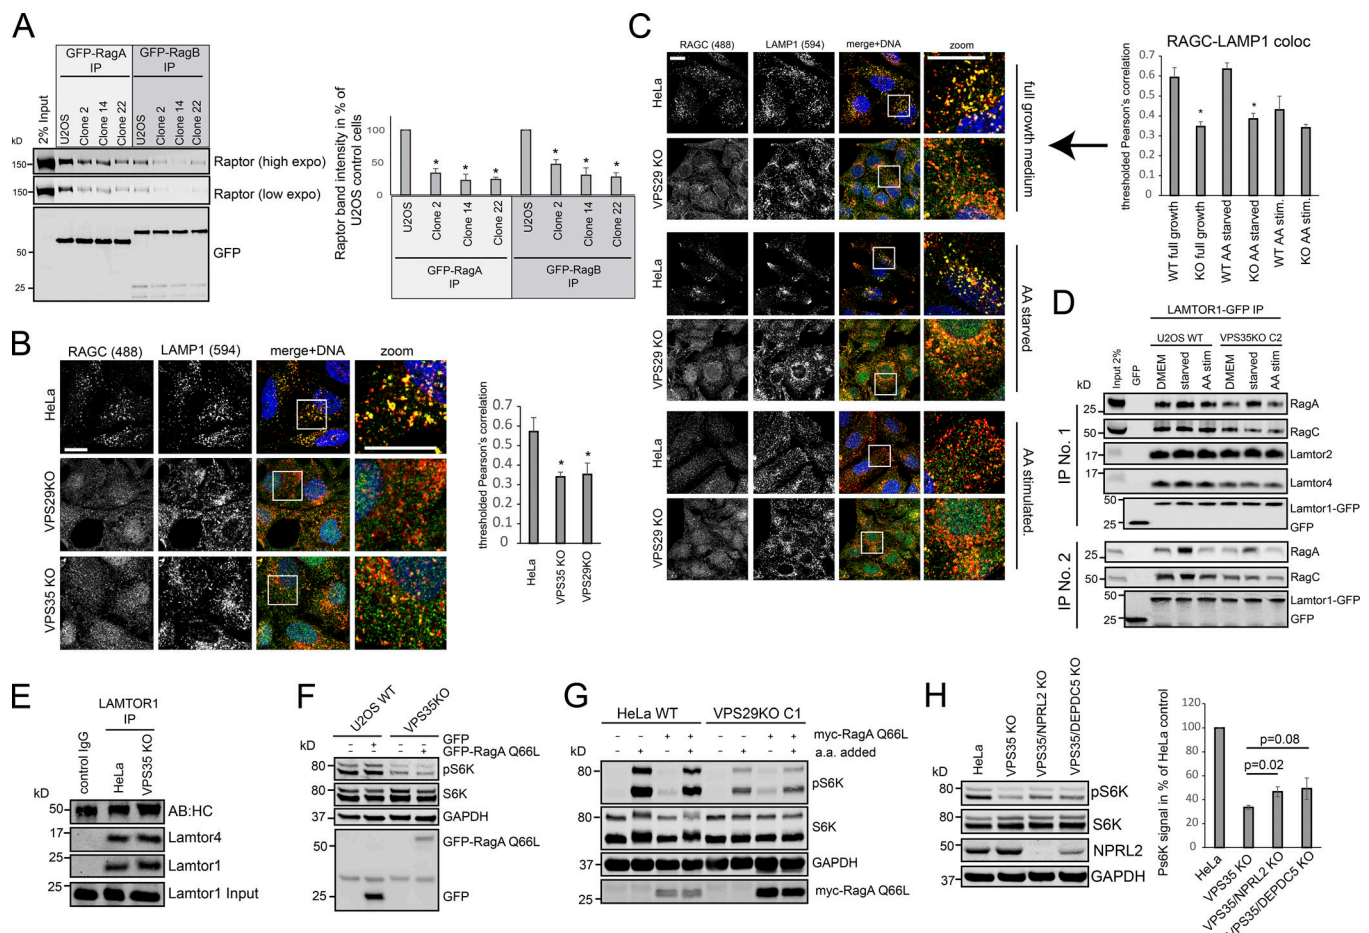 A
GFP-RagA
IP
GFP-RagB
IP
2% Input
U2OS
Clone 2
Clone 14
Clone 22
U2OS
Clone 2
Clone 14
Clone 22
kD
150
Raptor (high expo)
150
Raptor (low expo)
50
25
GFP
Raptor band intensity in % of
U2OS control cells
100
50
0
* * * * * *
U2OS
Clone 2
Clone 14
Clone 22
U2OS
Clone 2
Clone 14
Clone 22
GFP-RagA
IP
GFP-RagB
IP
B
RAGC (488) LAMP1 (594) merge+DNA zoom
HeLa
VPS29KO
VPS35 KO
thresholded Pearson's correlation
0.7
0.6
0.5
0.4
0.3
0.2
0.1
0
* *
HeLa
VPS35 KO
VPS29KO
C
RAGC (488) LAMP1 (594) merge+DNA zoom
HeLa
VPS29 KO
full growth medium
HeLa
VPS29 KO
AA starved
HeLa
VPS29 KO
AA stimulated.
RAGC-LAMP1 coloc
thresholded Pearson's correlation
0.7
0.6
0.5
0.4
0.3
0.2
0.1
0
* *
WT full growth
KO full growth
WT AA starved
KO AA starved
WT AA stim.
KO AA stim.
D
LAMTOR1-GFP IP
U2OS WT VPS35KO C2
kD
Input 2%
GFP
DMEM
starved
AA stim
DMEM
starved
AA stim
IP No. 1
25 RagA
50 RagC
17 Lamtor2
17 Lamtor4
50 Lamtor1-GFP
25 GFP
IP No. 2
25 RagA
50 RagC
50 Lamtor1-GFP
25 GFP
E
LAMTOR1
IP
control IgG
HeLa
VPS35 KO
kD
50 AB:HC
17 Lamtor4
25 Lamtor1
25 Lamtor1 Input
F
U2OS WT
VPS35KO
– + – – GFP
– – – + GFP-RagA Q66L
kD
80 pS6K
80 S6K
37 GAPDH
50 GFP-RagA Q66L
25 GFP
G
HeLa WT VPS29KO C1
– – + + – – + + myc-RagA Q66L
– + – + – + – + a.a. added
kD
80 pS6K
80 S6K
37 GAPDH
25 myc-RagA Q66L
H
HeLa
VPS35 KO
VPS35/NPRL2 KO
VPS35/DEPDC5 KO
kD
80 pS6K
80 S6K
50 NPRL2
37 GAPDH
Ps6K signal in % of HeLa control
120
100
80
60
40
20
0
p=0.08
p=0.02
HeLa
VPS35 KO
VPS35/NPRL2 KO
VPS35/DEPDC5 KO